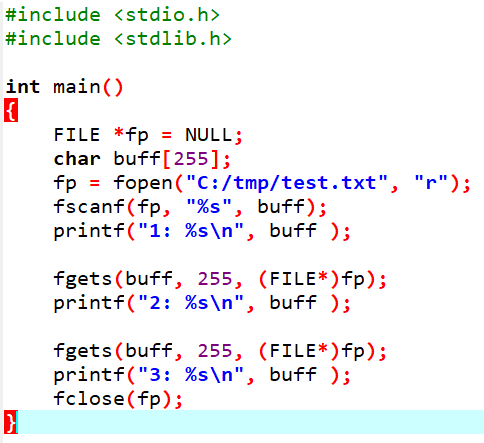 #include <stdio.h>
#include <stdlib.h>

int main()
{
    FILE *fp = NULL;
    char buff[255];
    fp = fopen("C:/tmp/test.txt", "r");
    fscanf(fp, "%s", buff);
    printf("1: %s\n", buff );

    fgets(buff, 255, (FILE*)fp);
    printf("2: %s\n", buff );

    fgets(buff, 255, (FILE*)fp);
    printf("3: %s\n", buff );
    fclose(fp);
}